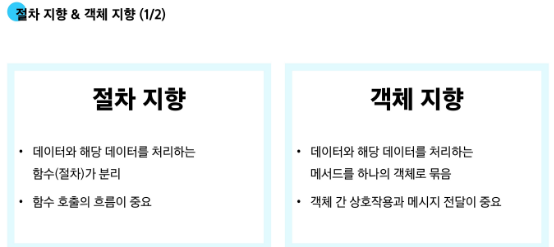 절차 지향 & 객체 지향 (1/2)
절차 지향
• 데이터와 해당 데이터를 처리하는
함수(절차)가 분리
• 함수 호출의 흐름이 중요
객체 지향
• 데이터와 해당 데이터를 처리하는
메서드를 하나의 객체로 묶음
• 객체 간 상호작용과 메시지 전달이 중요